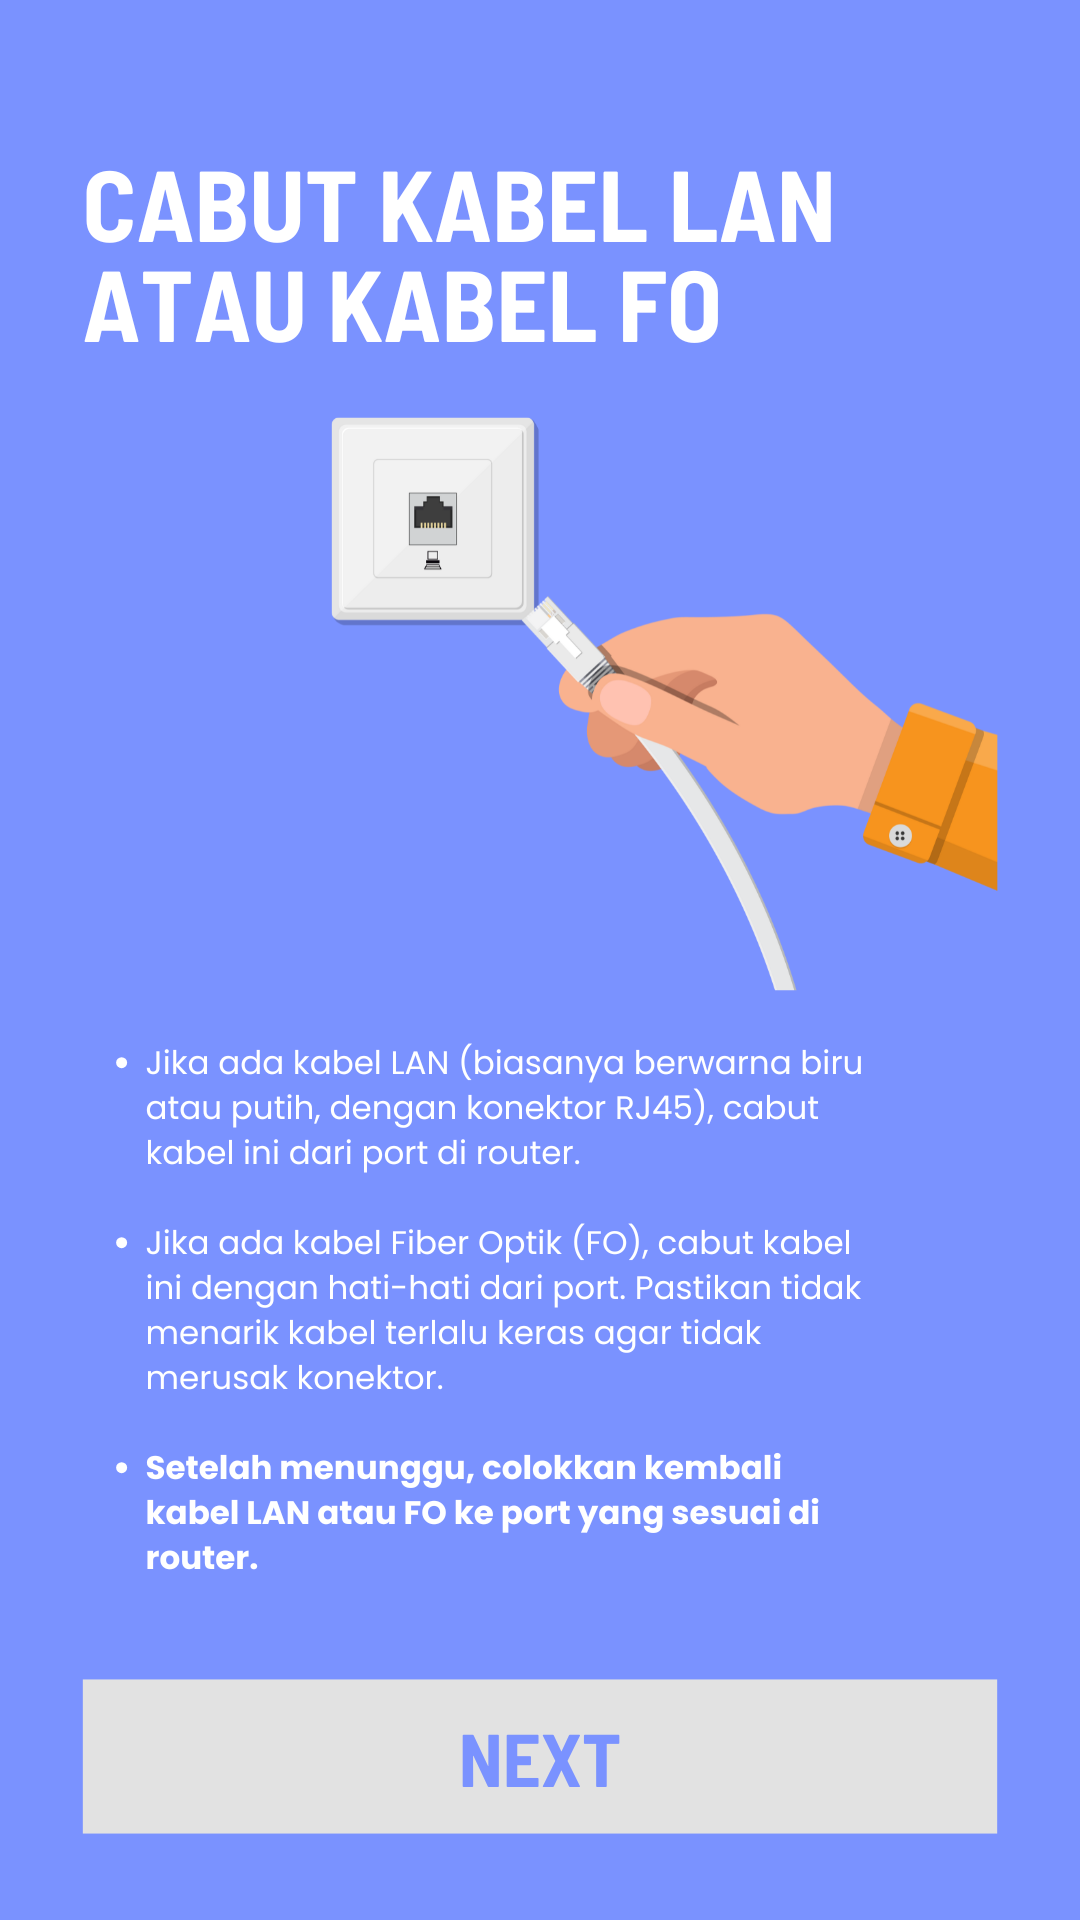 CABUT KABEL LAN
ATAU KABEL FO
• Jika ada kabel LAN (biasanya berwarna biru
atau putih, dengan konektor RJ45), cabut
kabel ini dari port di router.
• Jika ada kabel Fiber Optik (FO), cabut kabel
ini dengan hati-hati dari port. Pastikan tidak
menarik kabel terlalu keras agar tidak
merusak konektor.
• Setelah menunggu, colokkan kembali
kabel LAN atau FO ke port yang sesuai di
router.
NEXT